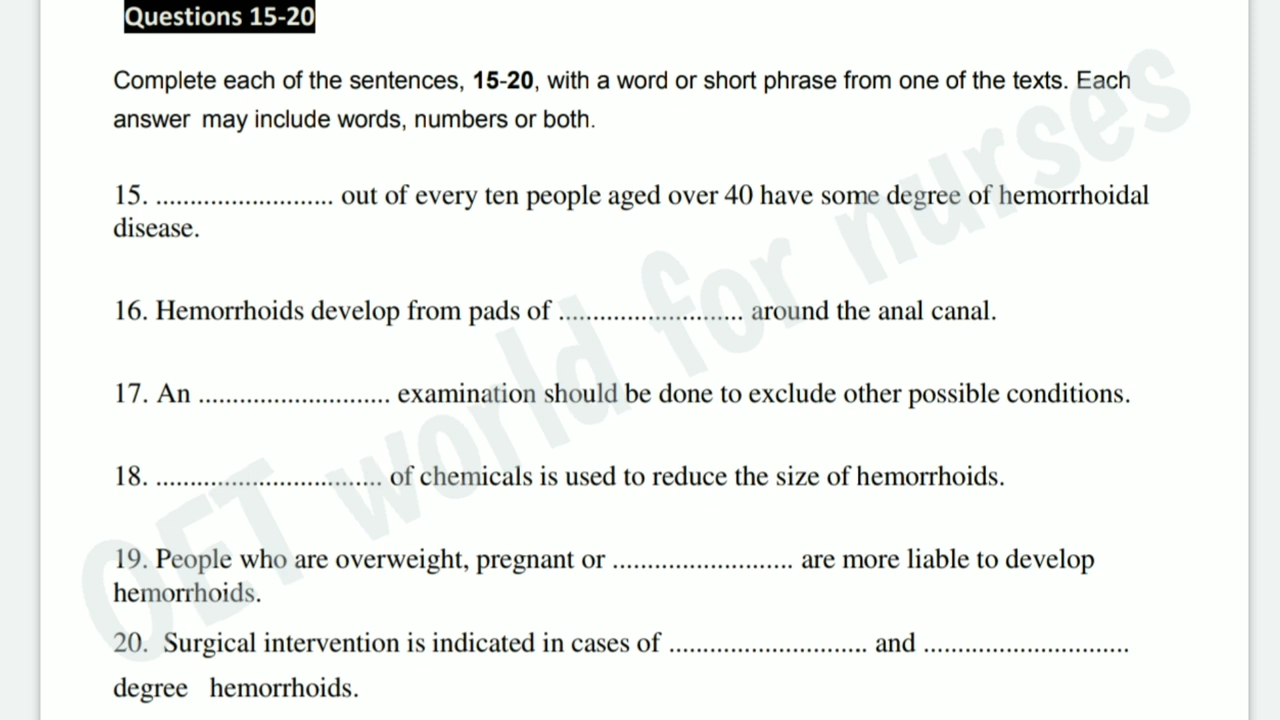 Questions 15-20
Complete each of the sentences, 15-20, with a word or short phrase from one of the texts. Each
answer may include words, numbers or both.
15. .......................... out of every ten people aged over 40 have some degree of hemorrhoidal
disease.
16. Hemorrhoids develop from pads of ........................... around the anal canal.
17. An ............................ examination should be done to exclude other possible conditions.
18. ................................. of chemicals is used to reduce the size of hemorrhoids.
19. People who are overweight, pregnant or .......................... are more liable to develop
hemorrhoids.
20. Surgical intervention is indicated in cases of ............................. and ..............................
degree hemorrhoids.
OET world for nurses